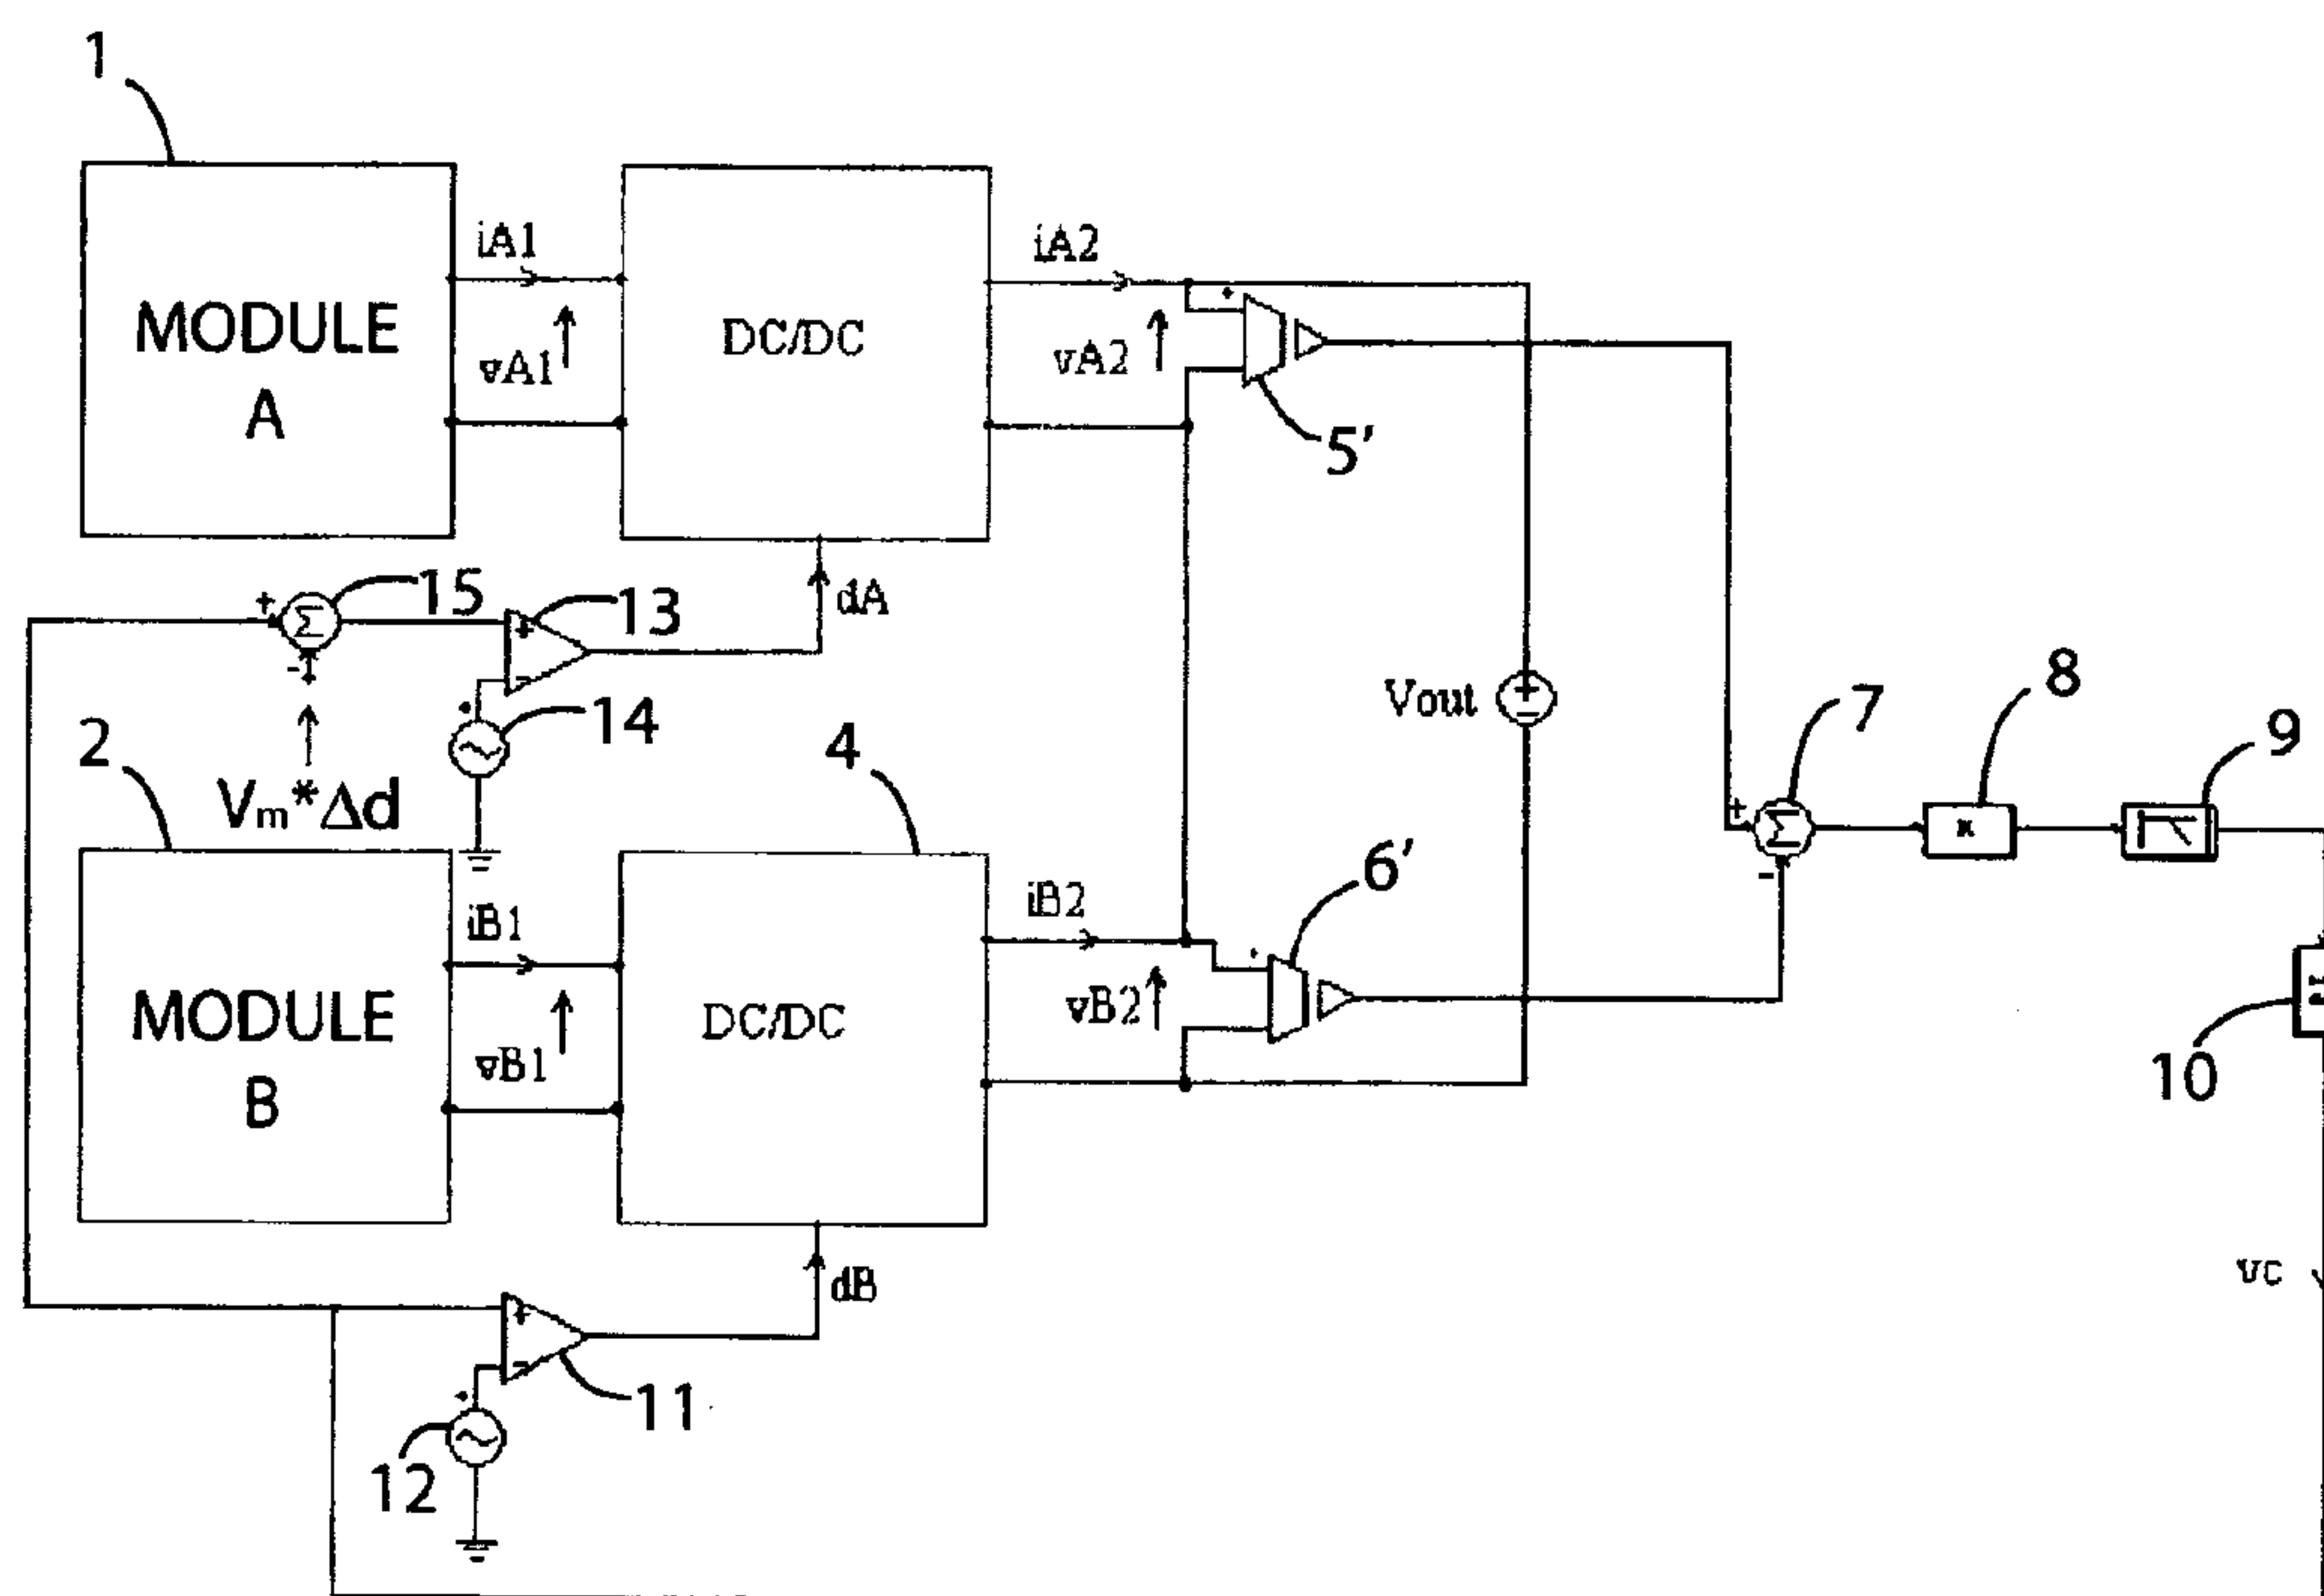 1
MODULE
A
iA1
vA1
DC/DC
iA2
vA2
5’
+
15
-
+
13
-
dA
14
Vm*Δd
2
4
Vout
+
-
7
8
9
+
Σ
-
Σ
6’
MODULE
B
iB1
vB1
DC/DC
iB2
vB2
10
dB
+
-
11
12
vc